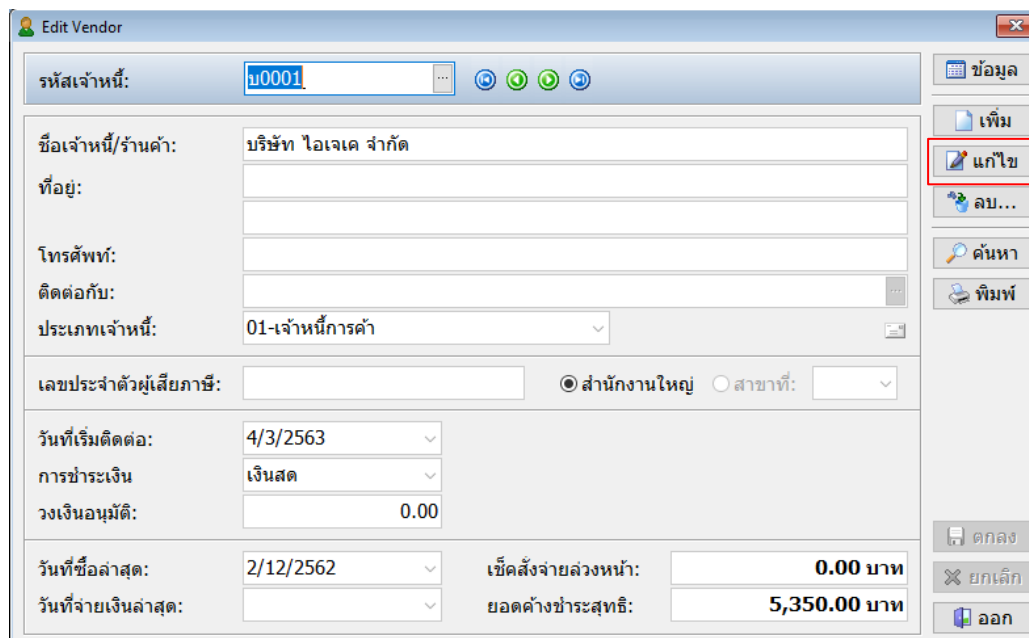 Edit Vendor
รหัสเจ้าหนี้: บ0001 ...
ข้อมูล
ชื่อเจ้าหนี้/ร้านค้า: บริษัท ไอเจเค จำกัด
ที่อยู่:
โทรศัพท์:
ติดต่อกับ: ...
ประเภทเจ้าหนี้: 01-เจ้าหนี้การค้า
เพิ่ม
แก้ไข
ลบ...
ค้นหา
พิมพ์
เลขประจำตัวผู้เสียภาษี: สำนักงานใหญ่ สาขาที่:
วันที่เริ่มติดต่อ: 4/3/2563
การชำระเงิน เงินสด
วงเงินอนุมัติ: 0.00
วันที่ซื้อล่าสุด: 2/12/2562 เช็คสั่งจ่ายล่วงหน้า: 0.00 บาท
วันที่จ่ายเงินล่าสุด: ยอดค้างชำระสุทธิ: 5,350.00 บาท
ตกลง
ยกเลิก
ออก